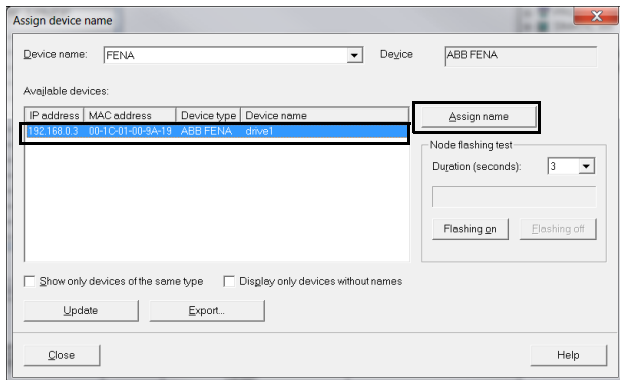 Assign device name
Device name: FENA Device ABB FENA
Available devices:
IP address MAC address Device type Device name
192.168.0.3 00-1C-01-00-9A-19 ABB FENA drive1
Assign name
Node flashing test
Duration (seconds): 3
Flashing on Flashing off
Show only devices of the same type Display only devices without names
Update Export...
Close Help